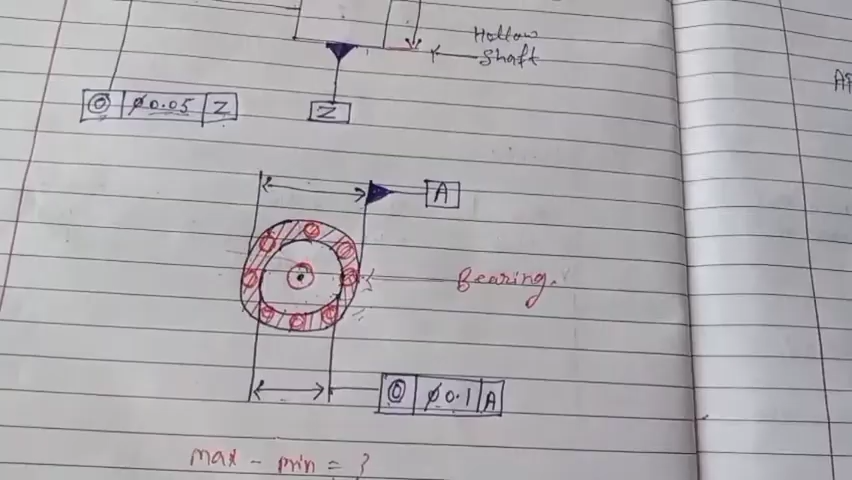 Hollow
shaft
◎ ⌀0.05 Z
Z
A
Bearing.
◎ ⌀0.1 A
max - min = ?